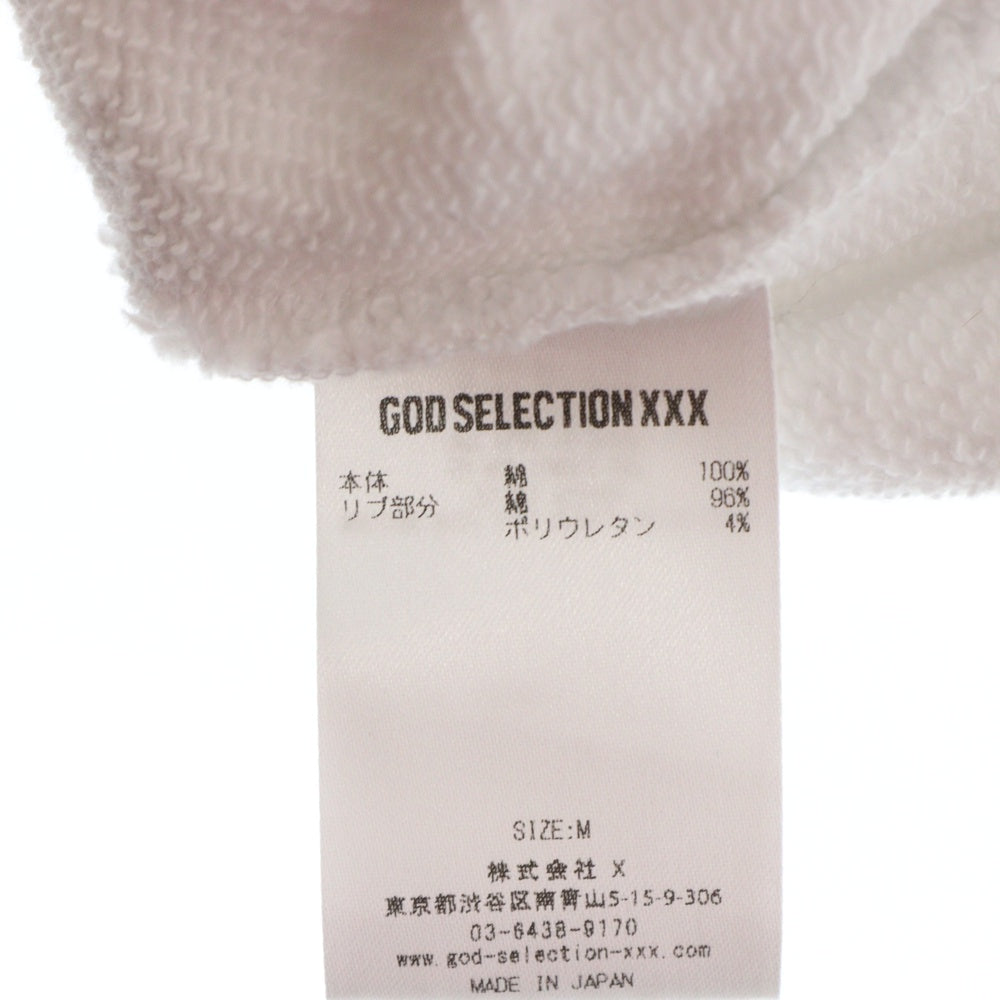 GOD SELECTION XXX
本体 綿 100%
リブ部分 綿 96%
ポリウレタン 4%
SIZE:M
株式会社 X
東京都渋谷区南青山5-15-9-306
03-6438-9170
www.god-selection-xxx.com
MADE IN JAPAN